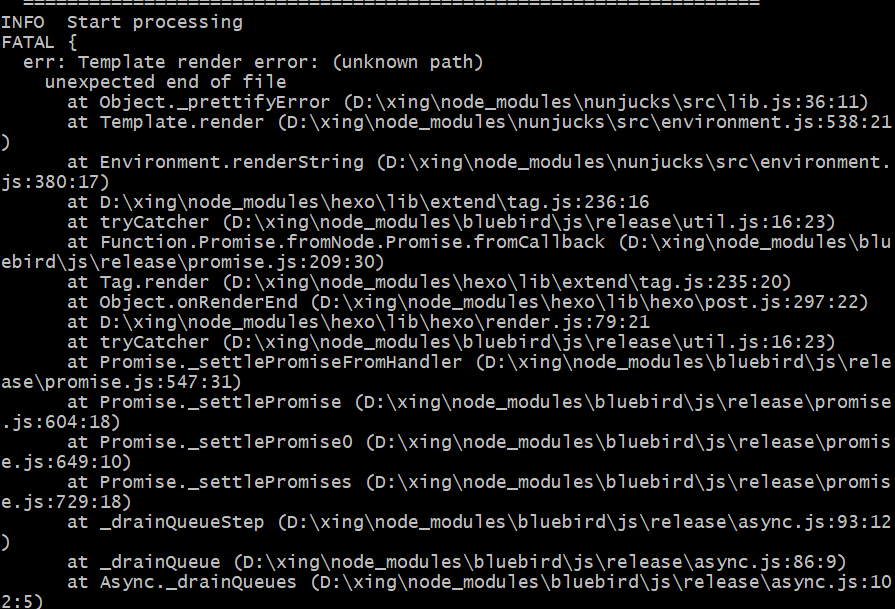 ===================================================================
INFO  Start processing
FATAL {
  err: Template render error: (unknown path)
    unexpected end of file
      at Object._prettifyError (D:\xing\node_modules\nunjucks\src\lib.js:36:11)
      at Template.render (D:\xing\node_modules\nunjucks\src\environment.js:538:21
)
      at Environment.renderString (D:\xing\node_modules\nunjucks\src\environment.
js:380:17)
      at D:\xing\node_modules\hexo\lib\extend\tag.js:236:16
      at tryCatcher (D:\xing\node_modules\bluebird\js\release\util.js:16:23)
      at Function.Promise.fromNode.Promise.fromCallback (D:\xing\node_modules\blu
ebird\js\release\promise.js:209:30)
      at Tag.render (D:\xing\node_modules\hexo\lib\extend\tag.js:235:20)
      at Object.onRenderEnd (D:\xing\node_modules\hexo\lib\hexo\post.js:297:22)
      at D:\xing\node_modules\hexo\lib\hexo\render.js:79:21
      at tryCatcher (D:\xing\node_modules\bluebird\js\release\util.js:16:23)
      at Promise._settlePromiseFromHandler (D:\xing\node_modules\bluebird\js\rele
ase\promise.js:547:31)
      at Promise._settlePromise (D:\xing\node_modules\bluebird\js\release\promise
.js:604:18)
      at Promise._settlePromise0 (D:\xing\node_modules\bluebird\js\release\promis
e.js:649:10)
      at Promise._settlePromises (D:\xing\node_modules\bluebird\js\release\promis
e.js:729:18)
      at _drainQueueStep (D:\xing\node_modules\bluebird\js\release\async.js:93:12
)
      at _drainQueue (D:\xing\node_modules\bluebird\js\release\async.js:86:9)
      at Async._drainQueues (D:\xing\node_modules\bluebird\js\release\async.js:10
2:5)